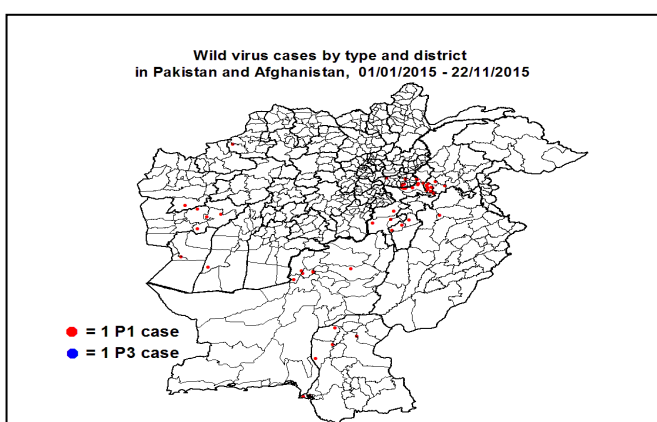 Wild virus cases by type and district
in Pakistan and Afghanistan, 01/01/2015 - 22/11/2015
= 1 P1 case
= 1 P3 case